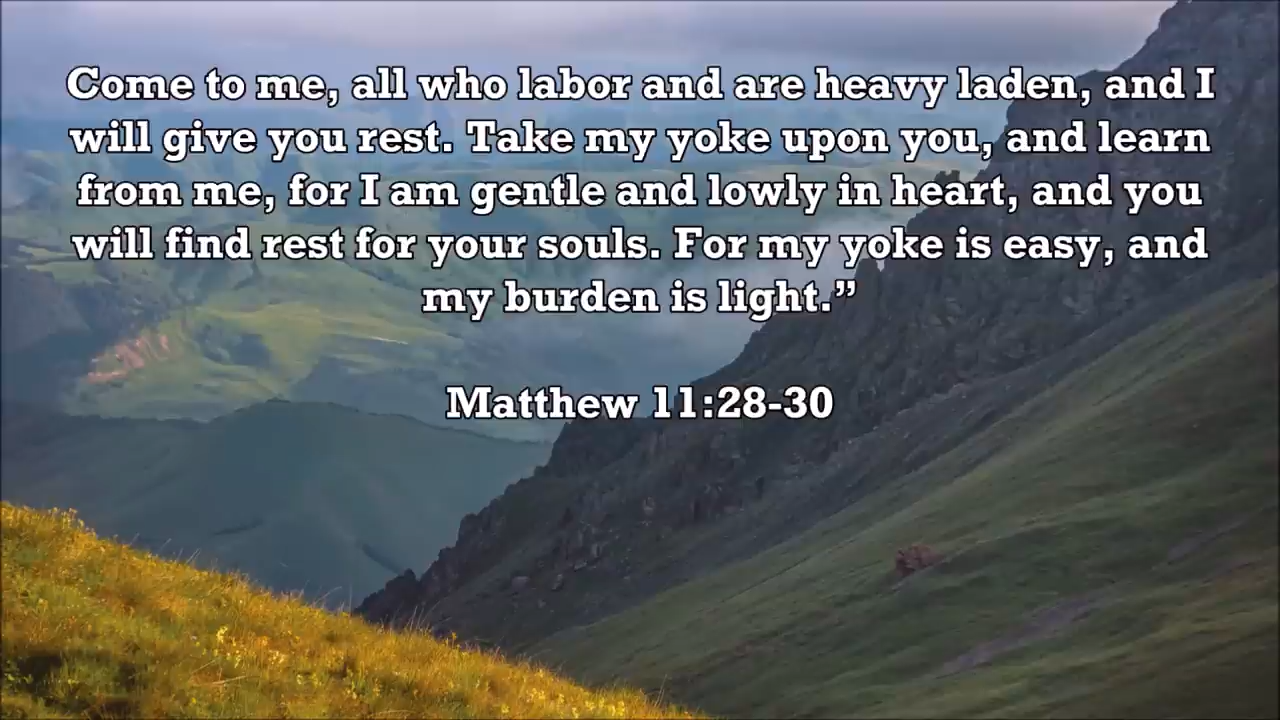 Come to me, all who labor and are heavy laden, and I
will give you rest. Take my yoke upon you, and learn
from me, for I am gentle and lowly in heart, and you
will find rest for your souls. For my yoke is easy, and
my burden is light.”
Matthew 11:28-30